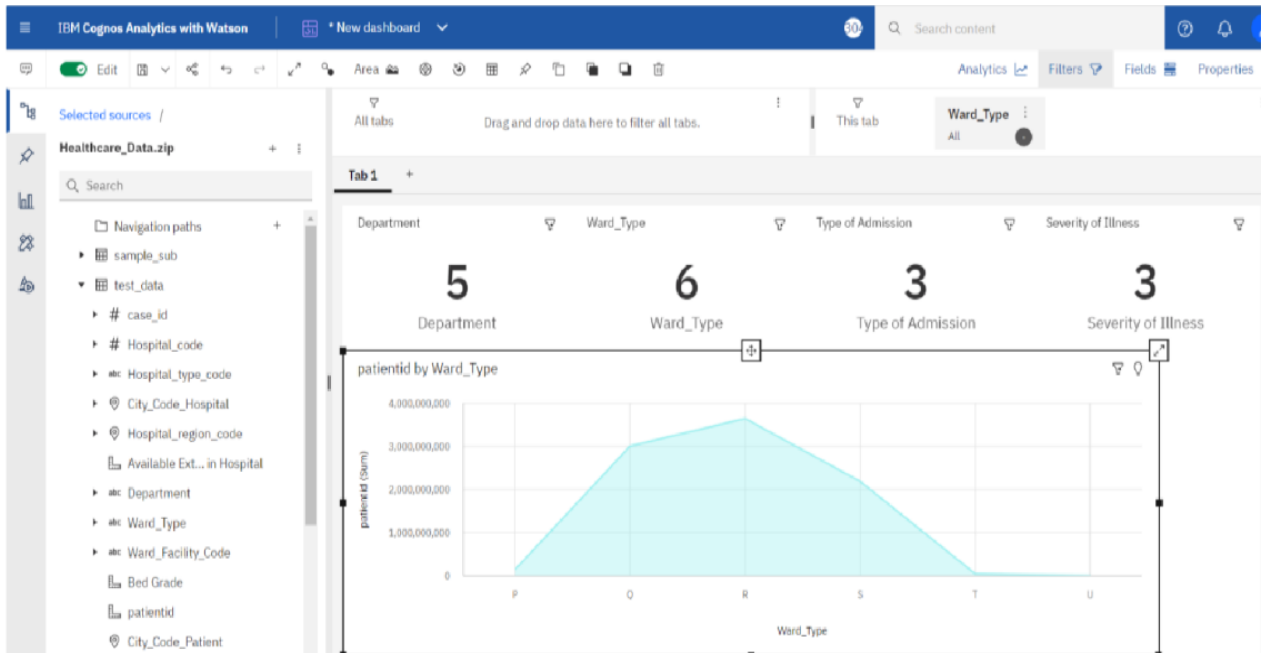 IBM Cognos Analytics with Watson
* New dashboard
Search content
Edit
Area
Analytics
Filters
Fields
Properties
Selected sources /
Healthcare_Data.zip
Search
Navigation paths
sample_sub
test_data
# case_id
# Hospital_code
abc Hospital_type_code
City_Code_Hospital
Hospital_region_code
Available Ext... in Hospital
abc Department
abc Ward_Type
abc Ward_Facility_Code
Bed Grade
patientid
City_Code_Patient
All tabs
Drag and drop data here to filter all tabs.
This tab
Ward_Type
All
Tab 1
Department
Ward_Type
Type of Admission
Severity of Illness
5
6
3
3
Department
Ward_Type
Type of Admission
Severity of Illness
patientid by Ward_Type
4,000,000,000
3,000,000,000
2,000,000,000
1,000,000,000
0
patientid (Sum)
P
Q
R
S
T
U
Ward_Type